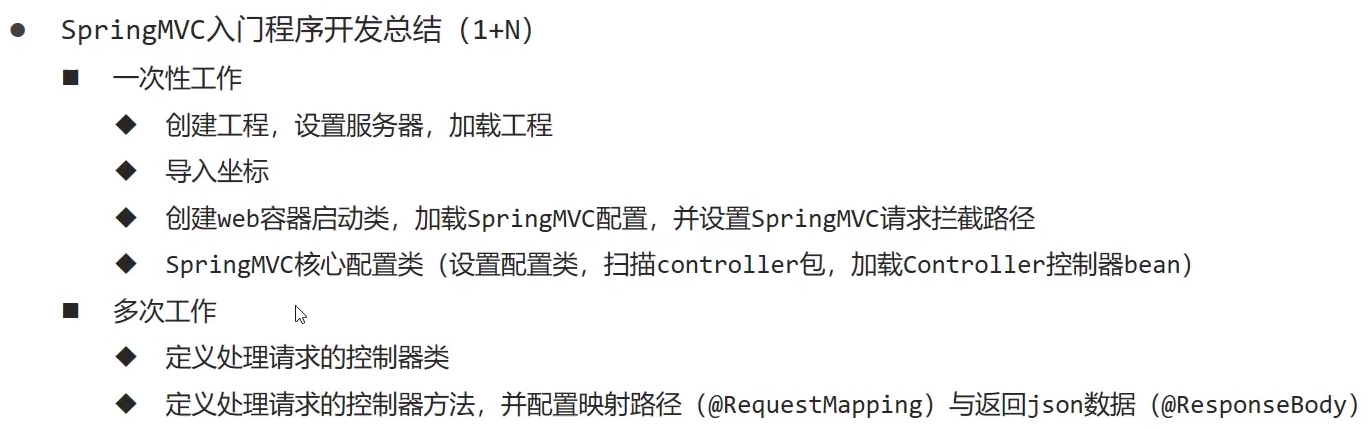 ● SpringMVC入门程序开发总结（1+N）
■ 一次性工作
◆ 创建工程，设置服务器，加载工程
◆ 导入坐标
◆ 创建web容器启动类，加载SpringMVC配置，并设置SpringMVC请求拦截路径
◆ SpringMVC核心配置类（设置配置类，扫描controller包，加载Controller控制器bean）
■ 多次工作
◆ 定义处理请求的控制器类
◆ 定义处理请求的控制器方法，并配置映射路径（@RequestMapping）与返回json数据（@ResponseBody）